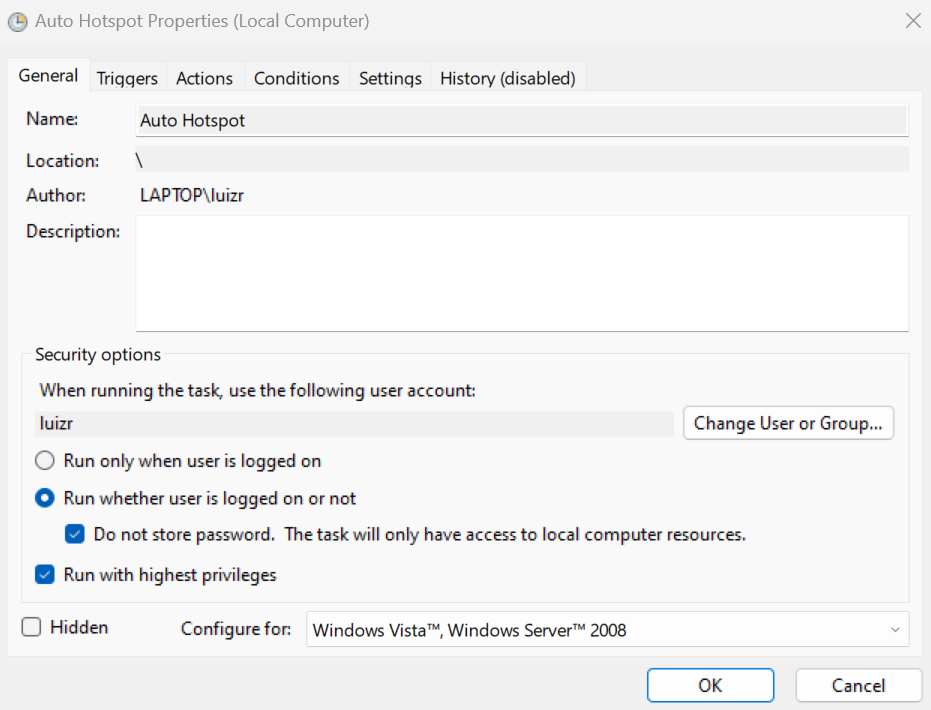 Auto Hotspot Properties (Local Computer)
General Triggers Actions Conditions Settings History (disabled)
Name: Auto Hotspot
Location: \
Author: LAPTOP\luizr
Description:
Security options
When running the task, use the following user account:
luizr Change User or Group...
Run only when user is logged on
Run whether user is logged on or not
Do not store password. The task will only have access to local computer resources.
Run with highest privileges
Hidden Configure for: Windows Vista™, Windows Server™ 2008
OK Cancel